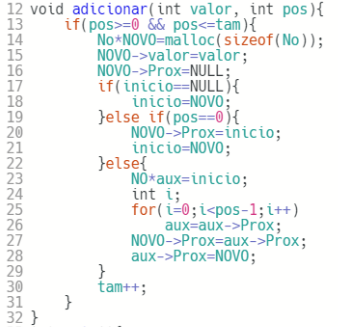 12 void adicionar(int valor, int pos){
13     if(pos>=0 && pos<=tam){
14         No*NOVO=malloc(sizeof(No));
15         NOVO->valor=valor;
16         NOVO->Prox=NULL;
17         if(inicio==NULL){
18             inicio=NOVO;
19         }else if(pos==0){
20             NOVO->Prox=inicio;
21             inicio=NOVO;
22         }else{
23             NO*aux=inicio;
24             int i;
25             for(i=0;i<pos-1;i++)
26                 aux=aux->Prox;
27             NOVO->Prox=aux->Prox;
28             aux->Prox=NOVO;
29         }
30         tam++;
31     }
32 }